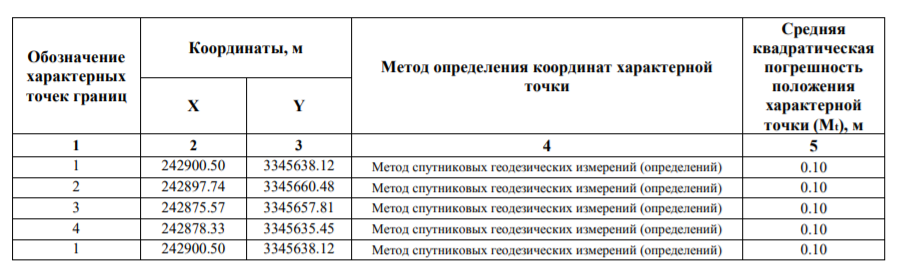 Обозначение
характерных
точек границ
Координаты, м
X
Y
Метод определения координат характерной
точки
Средняя
квадратическая
погрешность
положения
характерной
точки (Mt), м
1 2 3 4 5
1 242900.50 3345638.12 Метод спутниковых геодезических измерений (определений) 0.10
2 242897.74 3345660.48 Метод спутниковых геодезических измерений (определений) 0.10
3 242875.57 3345657.81 Метод спутниковых геодезических измерений (определений) 0.10
4 242878.33 3345635.45 Метод спутниковых геодезических измерений (определений) 0.10
1 242900.50 3345638.12 Метод спутниковых геодезических измерений (определений) 0.10